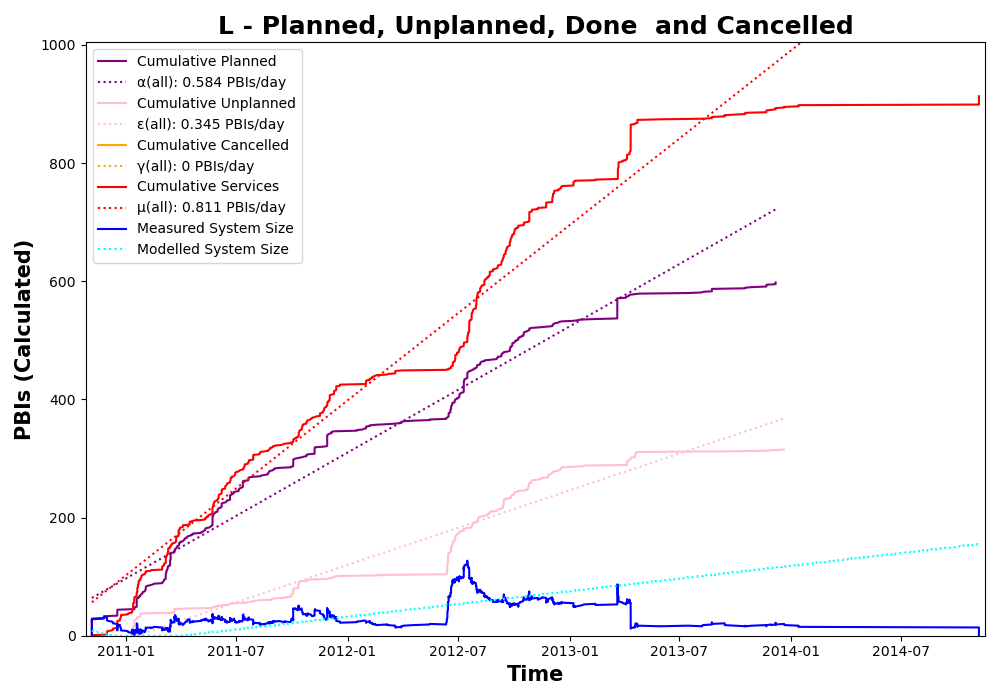 L - Planned, Unplanned, Done  and Cancelled
PBIs (Calculated)
1000
800
600
400
200
0
Cumulative Planned
α(all): 0.584 PBIs/day
Cumulative Unplanned
ε(all): 0.345 PBIs/day
Cumulative Cancelled
γ(all): 0 PBIs/day
Cumulative Services
μ(all): 0.811 PBIs/day
Measured System Size
Modelled System Size
2011-01 2011-07 2012-01 2012-07 2013-01 2013-07 2014-01 2014-07
Time